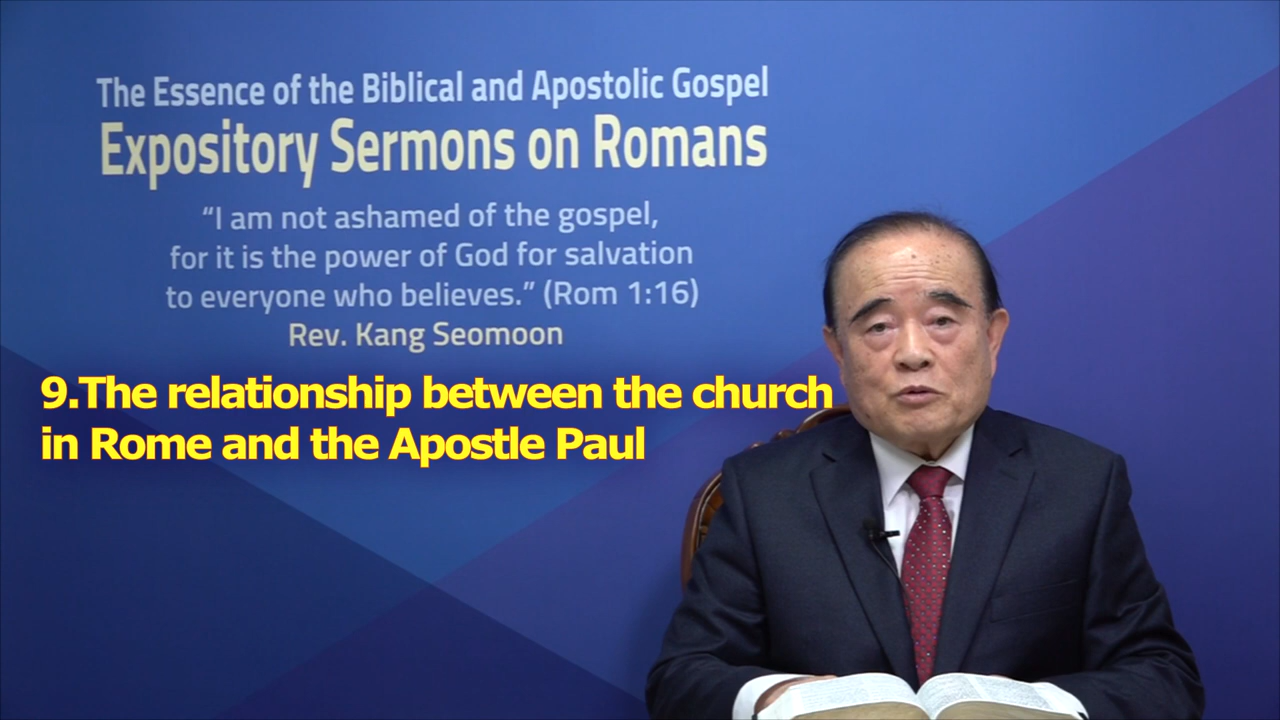 The Essence of the Biblical and Apostolic Gospel
Expository Sermons on Romans
“I am not ashamed of the gospel,
for it is the power of God for salvation
to everyone who believes.” (Rom 1:16)
Rev. Kang Seomoon
9.The relationship between the church
in Rome and the Apostle Paul